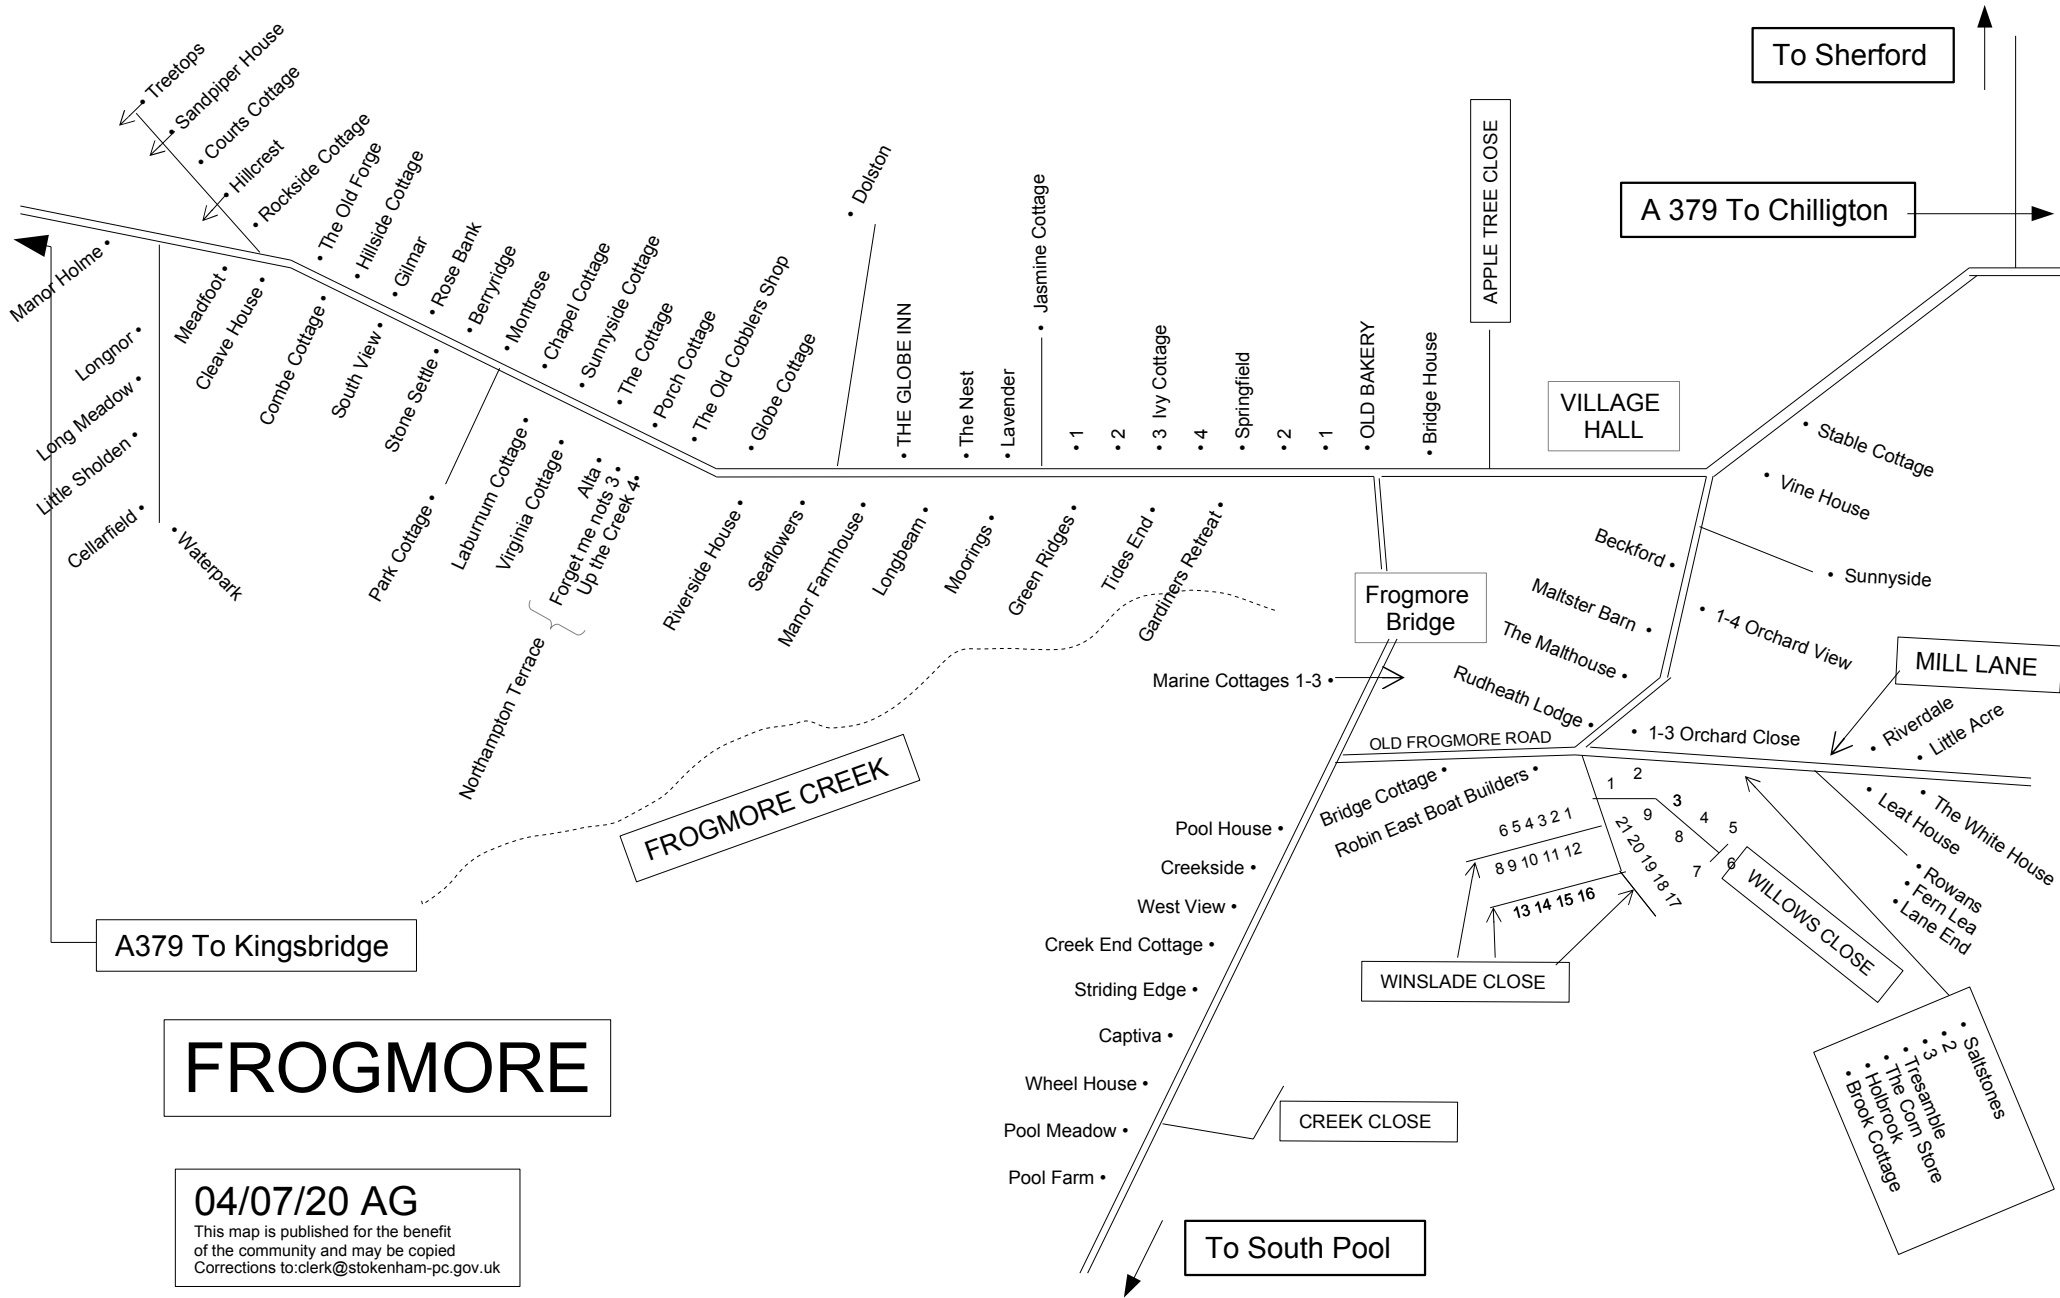 To Sherford
A 379 To Chilligton
APPLE TREE CLOSE
Treetops
Sandpiper House
Courts Cottage
Hillcrest
Rockside Cottage
The Old Forge
Hillside Cottage
Gilmar
Rose Bank
Berryridge
Montrose
Chapel Cottage
Sunnyside Cottage
The Cottage
Porch Cottage
The Old Cobblers Shop
Globe Cottage
Dolston
THE GLOBE INN
The Nest
Lavender
Jasmine Cottage
1
2
3 Ivy Cottage
4
Springfield
2
1
OLD BAKERY
Bridge House
VILLAGE
HALL
Stable Cottage
Vine House
Sunnyside
1-4 Orchard View
Manor Holme
Longnor
Long Meadow
Little Sholden
Cellarfield
Waterpark
Meadfoot
Cleave House
Combe Cottage
South View
Stone Settle
Park Cottage
Laburnum Cottage
Virginia Cottage
Alta
Forget me nots 3
Up the Creek 4
Northampton Terrace
Riverside House
Seaflowers
Manor Farmhouse
Longbeam
Moorings
Green Ridges
Tides End
Gardiners Retreat
Frogmore
Bridge
Beckford
Maltster Barn
The Malthouse
Rudheath Lodge
Marine Cottages 1-3
MILL LANE
Riverdale
Little Acre
1-3 Orchard Close
OLD FROGMORE ROAD
Bridge Cottage
Robin East Boat Builders
FROGMORE CREEK
1
2
3
4
5
6
7
8
9
6 5 4 3 2 1
8 9 10 11 12
13 14 15 16
21 20 19 18 17
WINSLADE CLOSE
WILLOWS CLOSE
Leat House
The White House
Rowans
Fern Lea
Lane End
Saltstones
2
3
Tresamble
The Corn Store
Holbrook
Brook Cottage
Pool House
Creekside
West View
Creek End Cottage
Striding Edge
Captiva
Wheel House
Pool Meadow
Pool Farm
CREEK CLOSE
To South Pool
A379 To Kingsbridge
FROGMORE
04/07/20 AG
This map is published for the benefit
of the community and may be copied
Corrections to:clerk@stokenham-pc.gov.uk